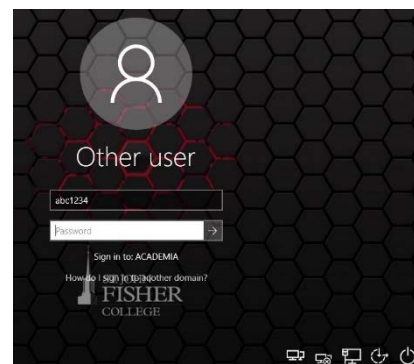 Other user
abc1234
Password
Sign in to: ACADEMIA
How do I sign in to another domain?
FISHER
COLLEGE